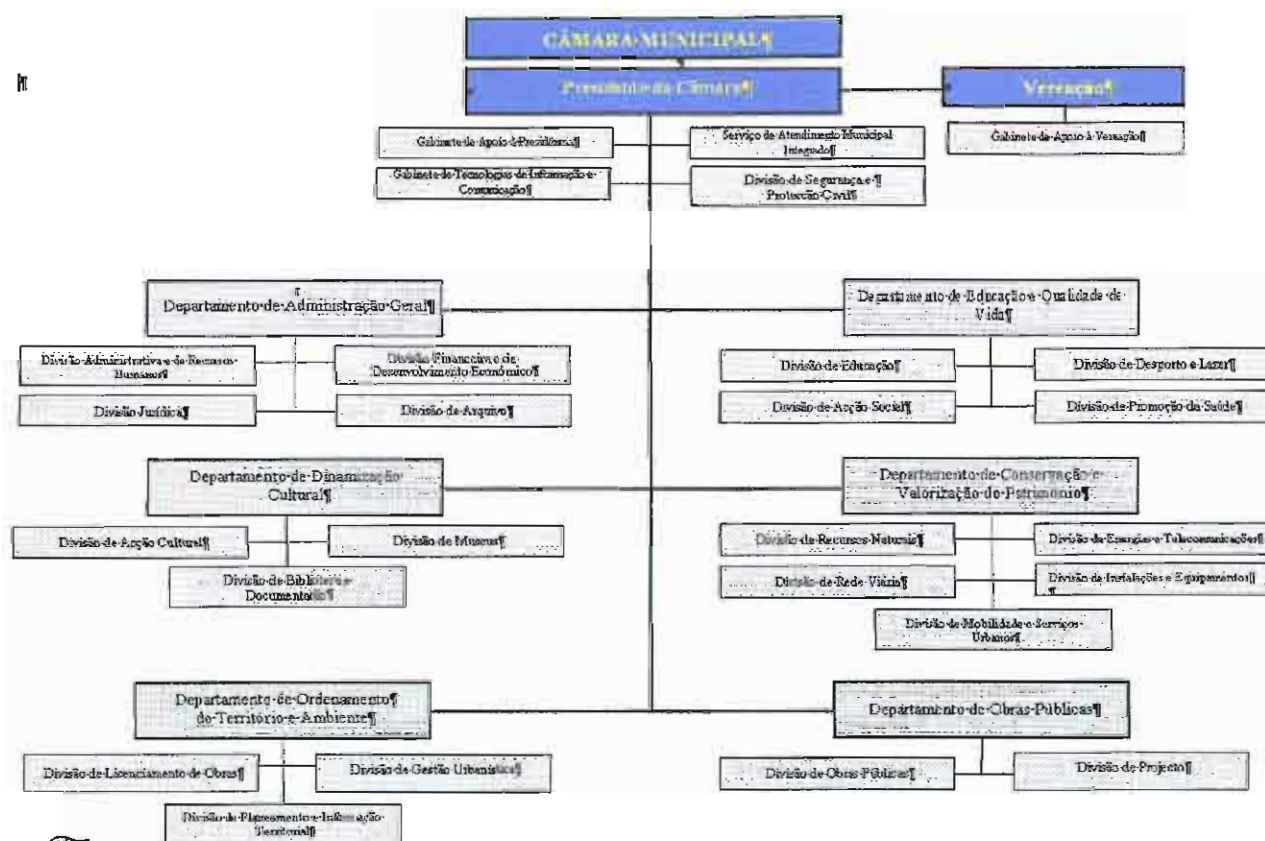 CÂMARA·MUNICIPAL¶
¶
Presidente·da·Câmara¶
Vereação¶
Gabinete·de·Apoio·à·Presidência¶
Serviço·de·Atendimento·Municipal·
Integrado¶
Gabinete·de·Apoio·à·Vereação¶
Gabinete·de·Tecnologias·de·Informação·e·
Comunicação¶
Divisão·de·Segurança·e·¶
Protecção·Civil¶
¶
Departamento·de·Administração·Geral¶
Departamento·de·Educação·e·Qualidade·de·
Vida¶
Divisão·Administrativa·e·de·Recursos·
Humanos¶
Divisão·Financeira·e·de·
Desenvolvimento·Económico¶
Divisão·de·Educação¶
Divisão·de·Desporto·e·Lazer¶
Divisão·Jurídica¶
Divisão·de·Arquivo¶
Divisão·de·Acção·Social¶
Divisão·de·Promoção·da·Saúde¶
Departamento·de·Dinamização·
Cultural¶
Departamento·de·Conservação·e·
Valorização·do·Património¶
Divisão·de·Acção·Cultural¶
Divisão·de·Museus¶
Divisão·de·Recursos·Naturais¶
Divisão·de·Energias·e·Telecomunicações¶
Divisão·de·Biblioteca·e·
Documentação¶
Divisão·de·Rede·Viária¶
Divisão·de·Instalações·e·Equipamentos¶
¶
Divisão·de·Mobilidade·e·Serviços·
Urbanos¶
Departamento·de·Ordenamento¶
do·Território·e·Ambiente¶
Departamento·de·Obras·Públicas¶
Divisão·de·Licenciamento·de·Obras¶
Divisão·de·Gestão·Urbanística¶
Divisão·de·Obras·Públicas¶
Divisão·de·Projecto¶
Divisão·de·Planeamento·e·Informação·
Territorial¶